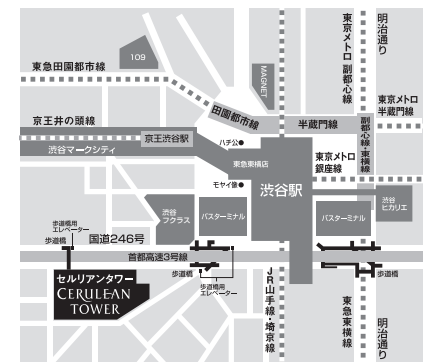 109
東急田園都市線
MAGNET
東京メトロ 副都心線
明治通り
東京メトロ
半蔵門線
田園都市線
半蔵門線
副都心線・東横線
京王井の頭線
京王渋谷駅
渋谷マークシティ
ハチ公
東急東横店
東京メトロ
銀座線
モヤイ像
渋谷駅
渋谷
フクラス
バスターミナル
バスターミナル
渋谷
ヒカリエ
歩道橋用
エレベーター
歩道橋
国道246号
首都高速3号線
セルリアンタワー
CERULEAN
TOWER
歩道橋
歩道橋用
エレベーター
歩道橋
JR山手線・埼京線
東急東横線
明治通り